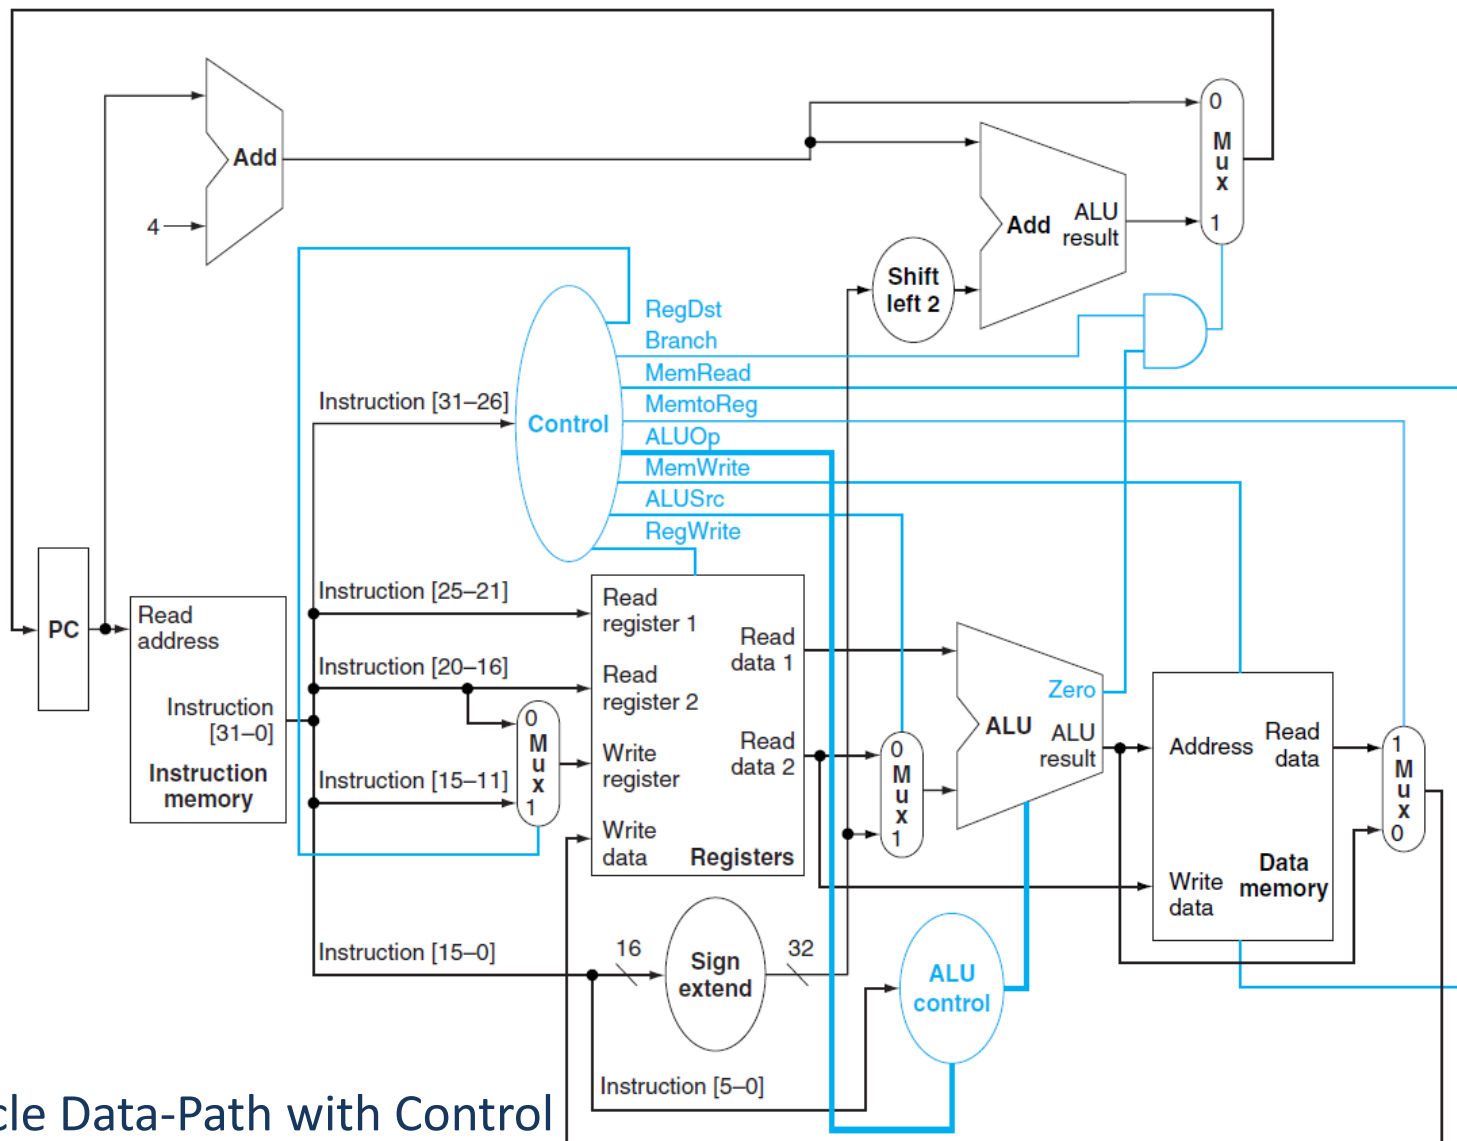 0
M
u
x
1
Add
4
Add
ALU
result
Shift
left 2
RegDst
Branch
MemRead
MemtoReg
ALUOp
MemWrite
ALUSrc
RegWrite
Instruction [31–26]
Control
PC
Read
address
Instruction
[31–0]
Instruction
memory
Instruction [25–21]
Instruction [20–16]
Instruction [15–11]
0
M
u
x
1
Read
register 1
Read
register 2
Write
register
Write
data
Read
data 1
Read
data 2
Registers
0
M
u
x
1
Zero
ALU
ALU
result
Address
Read
data
Write
data
Data
memory
1
M
u
x
0
Instruction [15–0]
16
Sign
extend
32
ALU
control
Instruction [5–0]
cle Data-Path with Control